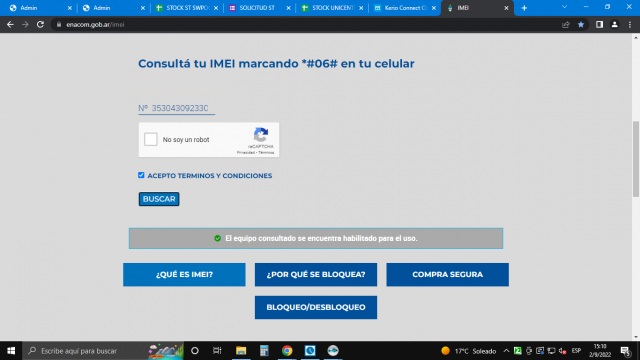 Admin
Admin
STOCK ST SWPO
SOLICITUD ST
STOCK UNICENT
Kerio Connect C
IMEI
enacom.gob.ar/imei
Consultá tu IMEI marcando *#06# en tu celular
Nº 35304309233
No soy un robot
reCAPTCHA
Privacidad • Términos
ACEPTO TERMINOS Y CONDICIONES
BUSCAR
El equipo consultado se encuentra habilitado para el uso.
¿QUÉ ES IMEI?
¿POR QUÉ SE BLOQUEA?
COMPRA SEGURA
BLOQUEO/DESBLOQUEO
Escribe aquí para buscar
17°C Soleado
ESP
15:10
2/9/2022